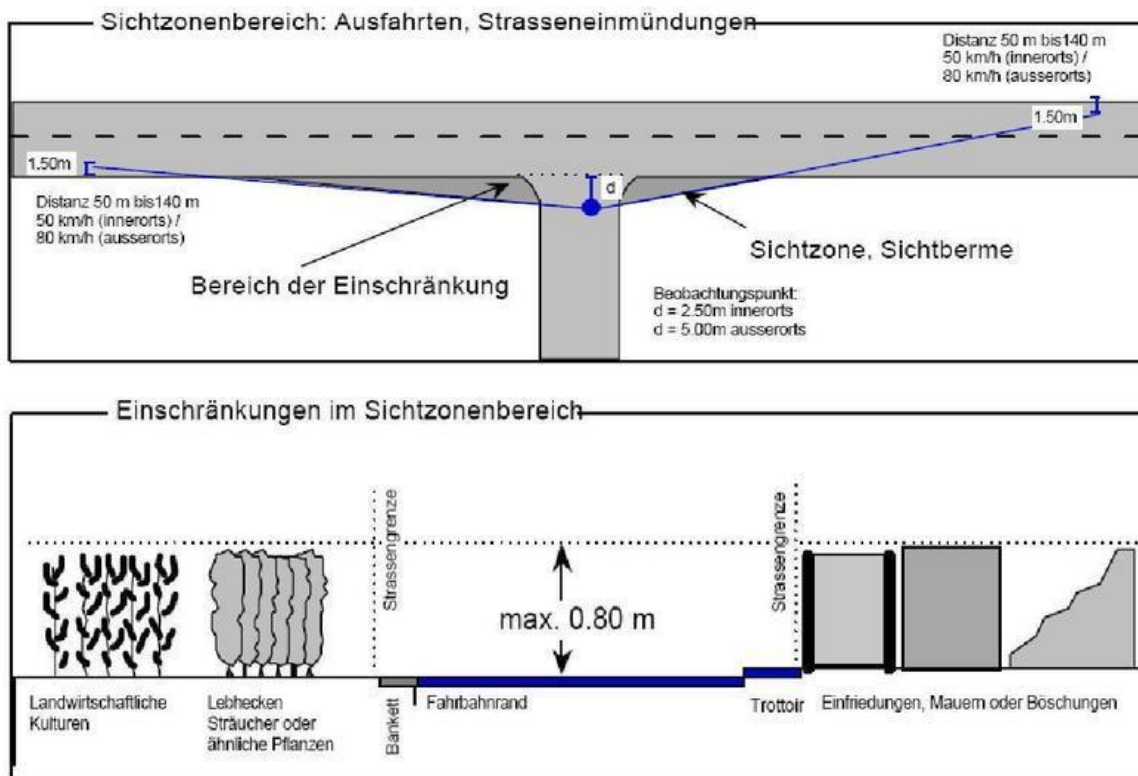 Sichtzonenbereich: Ausfahrten, Strasseneinmündungen
Distanz 50 m bis140 m
50 km/h (innerorts) /
80 km/h (ausserorts)
1.50m
1.50m
d
Distanz 50 m bis140 m
50 km/h (innerorts) /
80 km/h (ausserorts)
Sichtzone, Sichtberme
Bereich der Einschränkung
Beobachtungspunkt:
d = 2.50m innerorts
d = 5.00m ausserorts
Einschränkungen im Sichtzonenbereich
Strassengrenze
Strassengrenze
max. 0.80 m
Landwirtschaftliche
Kulturen
Lebhecken
Sträucher oder
ähnliche Pflanzen
Bankett
Fahrbahnrand
Trottoir
Einfriedungen, Mauern oder Böschungen